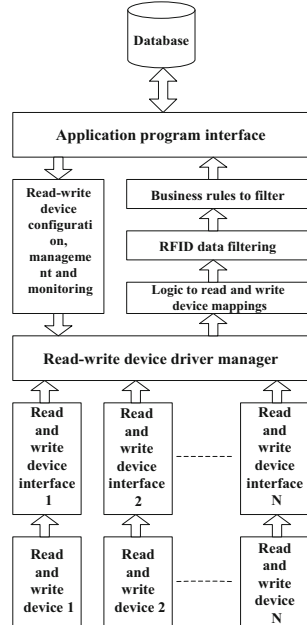 Database
Application program interface
Read-write
device
configurati
on,
manageme
nt and
monitoring
Business rules to filter
RFID data filtering
Logic to read and write
device mappings
Read-write device driver manager
Read
and
write
device
interface
1
Read
and
write
device
interface
2
Read
and
write
device
interface
N
Read
and
write
device 1
Read
and
write
device 2
Read
and
write
device
N